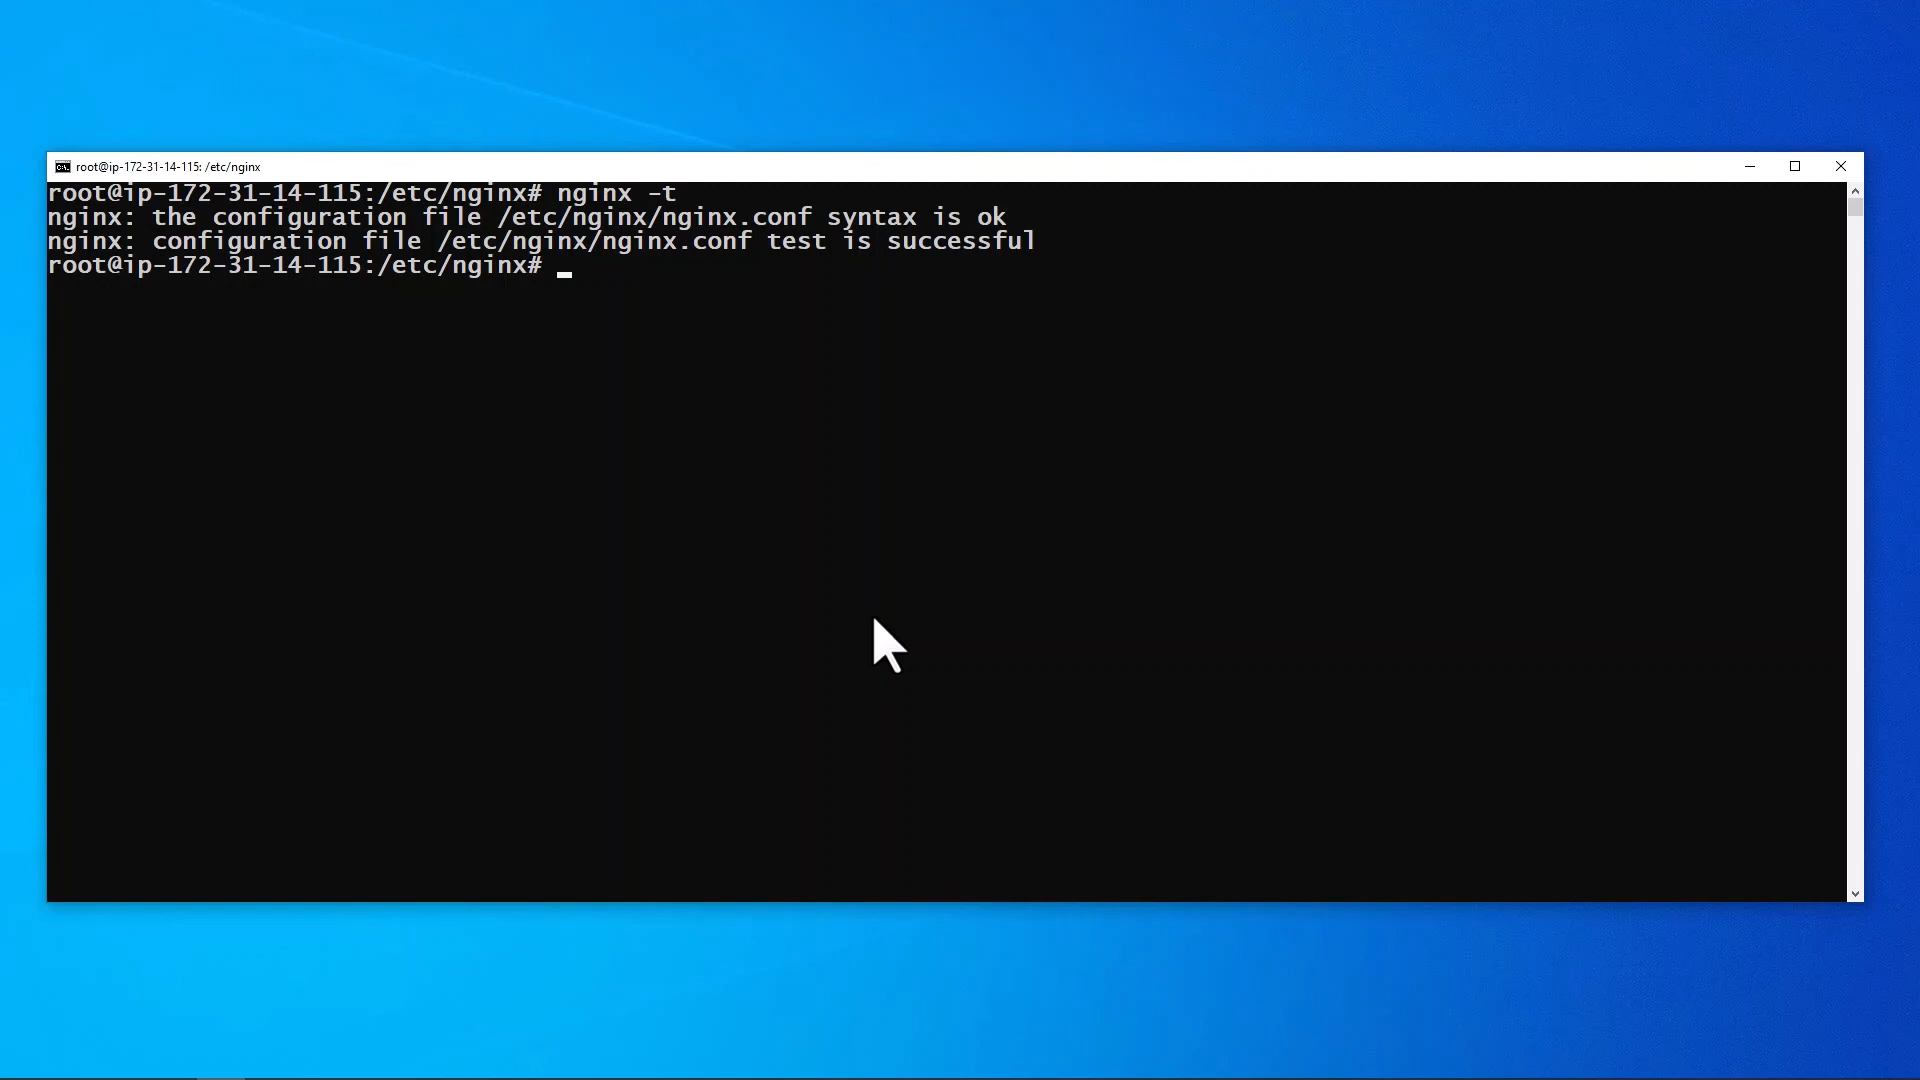 root@ip-172-31-14-115: /etc/nginx
root@ip-172-31-14-115:/etc/nginx# nginx -t
nginx: the configuration file /etc/nginx/nginx.conf syntax is ok
nginx: configuration file /etc/nginx/nginx.conf test is successful
root@ip-172-31-14-115:/etc/nginx#